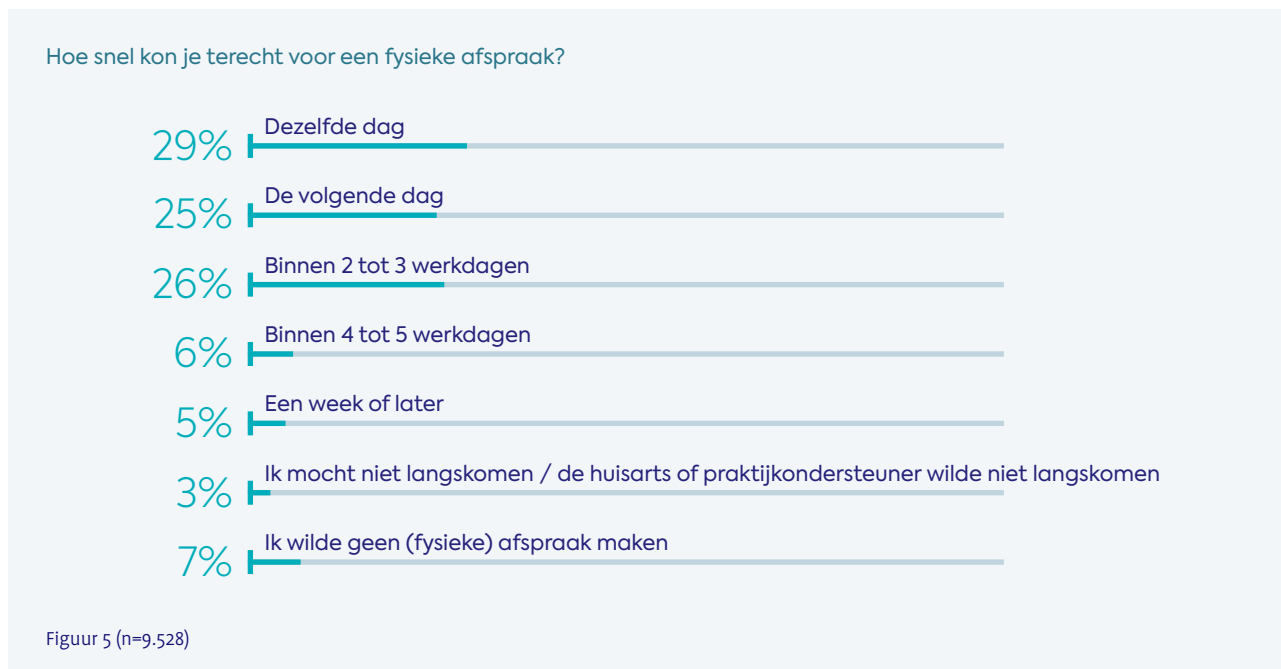 Hoe snel kon je terecht voor een fysieke afspraak?
Dezelfde dag
29%
De volgende dag
25%
Binnen 2 tot 3 werkdagen
26%
Binnen 4 tot 5 werkdagen
6%
Een week of later
5%
Ik mocht niet langskomen / de huisarts of praktijkondersteuner wilde niet langskomen
3%
Ik wilde geen (fysieke) afspraak maken
7%
Figuur 5 (n=9.528)